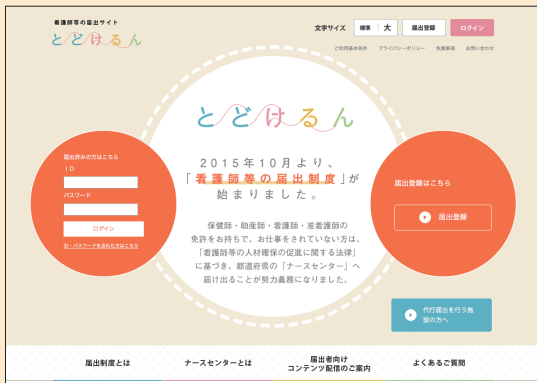 看護師等の届出サイト
とどけるん
文字サイズ 標準 大 届出登録 ログイン
ご利用基本条件 プライバシーポリシー 免責事項 お問い合わせ
とどけるん
2015年10月より、
「看護師等の届出制度」が
始まりました。
保健師・助産師・看護師・准看護師の
免許をお持ちで、お仕事をされていない方は、
「看護師等の人材確保の促進に関する法律」
に基づき、都道府県の「ナースセンター」へ
届け出ることが努力義務になりました。
届出済みの方はこちら
ID
パスワード
ログイン
ID・パスワードを忘れた方はこちら
届出登録はこちら
届出登録
代行届出を行う施
設の方へ
届出制度とは
ナースセンターとは
届出者向け
コンテンツ配信のご案内
よくあるご質問